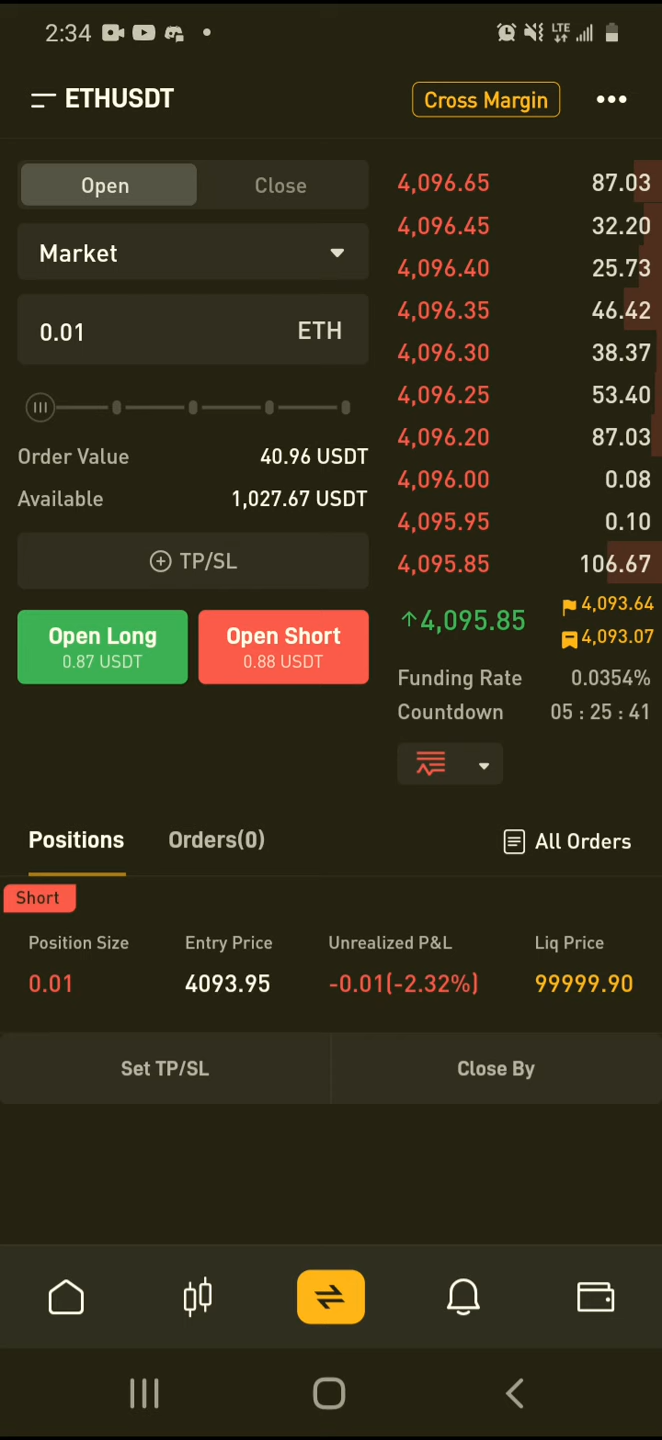 2:34 LTE
ETHUSDT Cross Margin
Open Close
Market
0.01 ETH
Order Value 40.96 USDT
Available 1,027.67 USDT
TP/SL
Open Long Open Short
0.87 USDT 0.88 USDT
4,096.65 87.03
4,096.45 32.20
4,096.40 25.73
4,096.35 46.42
4,096.30 38.37
4,096.25 53.40
4,096.20 87.03
4,096.00 0.08
4,095.95 0.10
4,095.85 106.67
↑4,095.85 4,093.64
4,093.07
Funding Rate 0.0354%
Countdown 05 : 25 : 41
Positions Orders(0) All Orders
Short
Position Size Entry Price Unrealized P&L Liq Price
0.01 4093.95 -0.01(-2.32%) 99999.90
Set TP/SL Close By